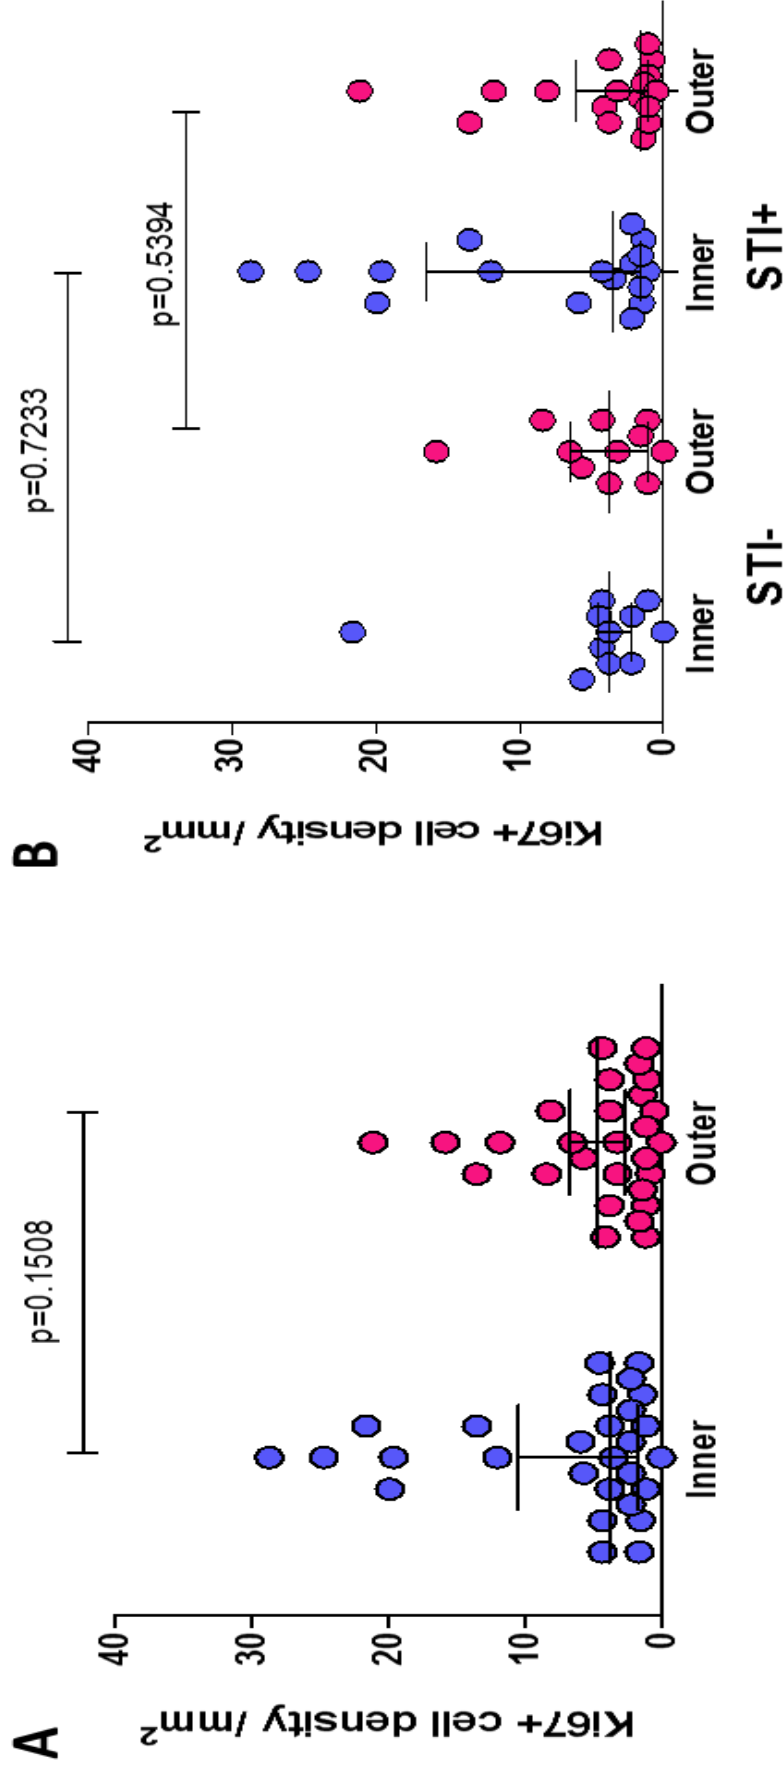 A
Ki67+ cell density /mm²
40
30
20
10
0
p=0.1508
Inner
Outer
B
Ki67+ cell density /mm²
40
30
20
10
0
p=0.7233
p=0.5394
Inner
Outer
Inner
Outer
STI-
STI+